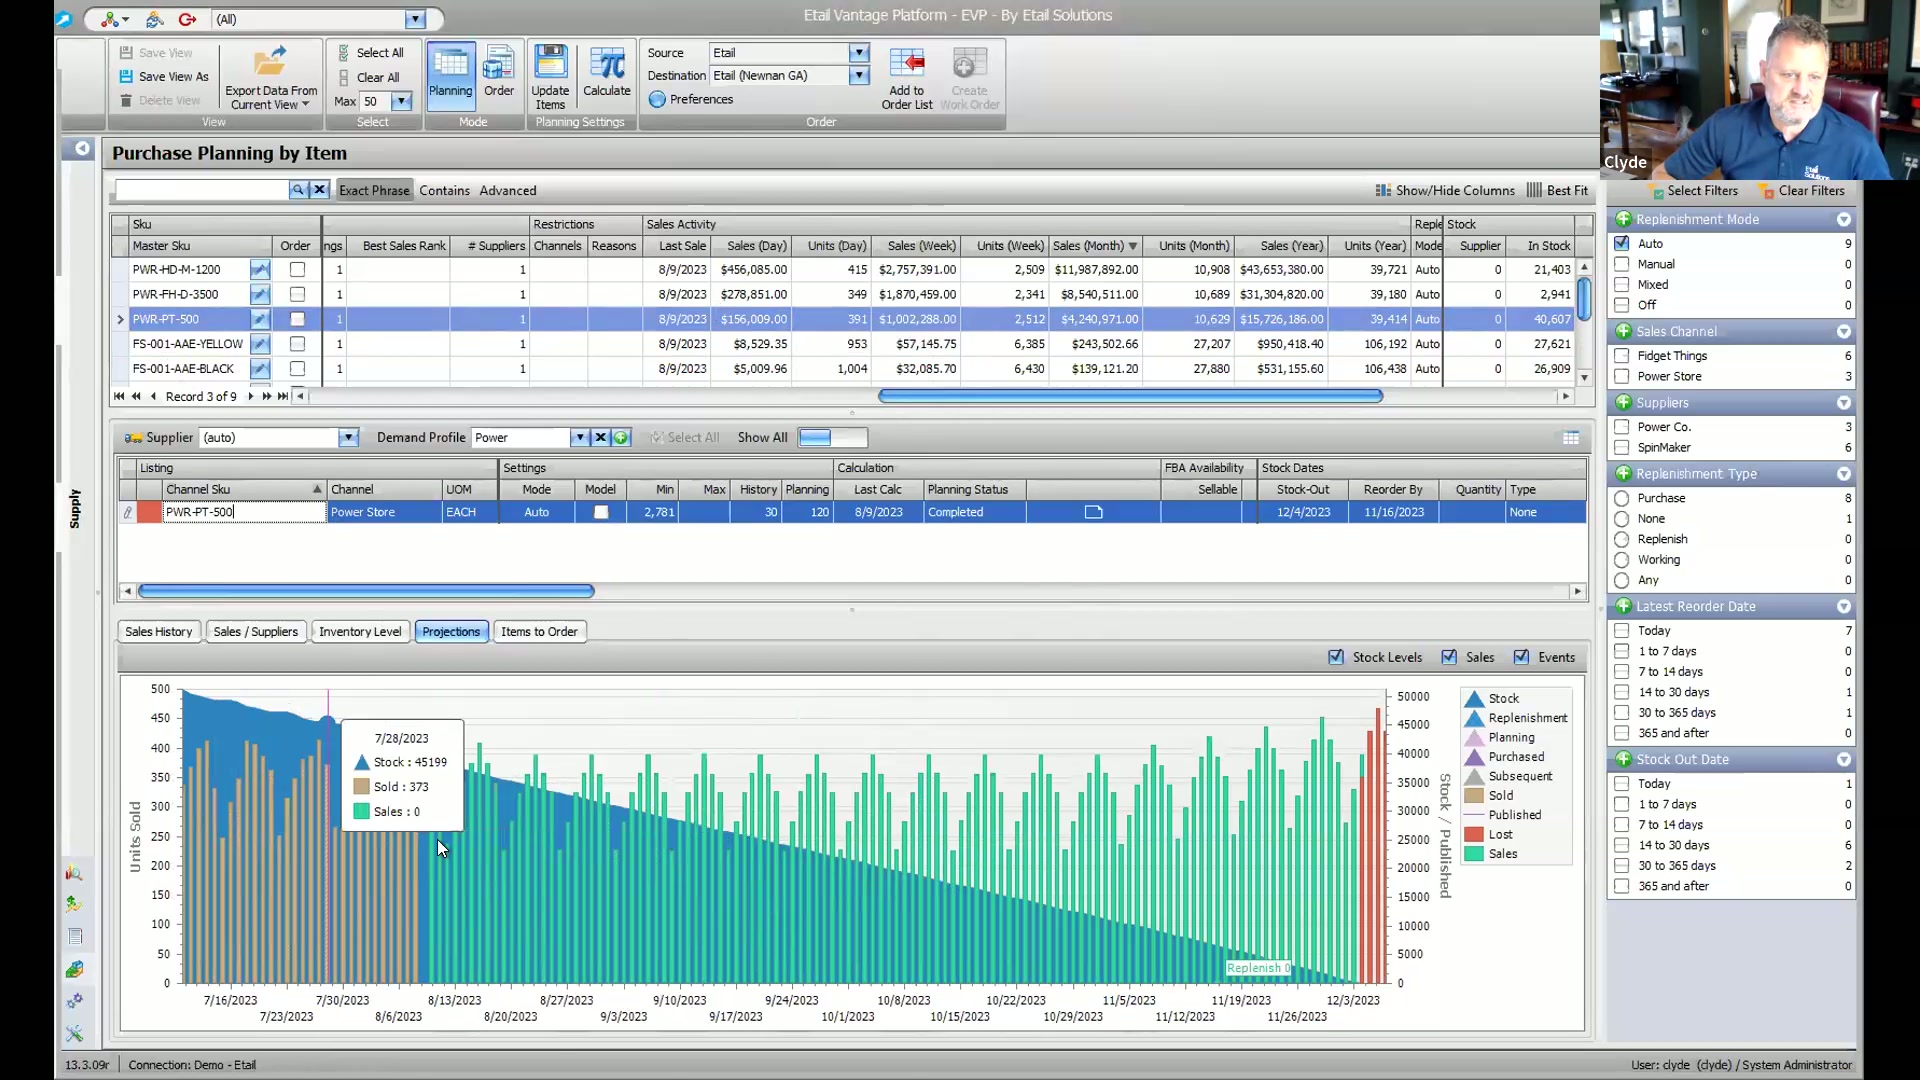 (All)
Etail Vantage Platform - EVP - By Etail Solutions
Save View
Save View As
Delete View
Export Data From
Current View
View
Select All
Clear All
Max 50
Select
Planning
Order
Mode
Update
Items
Calculate
Planning Settings
Source Etail
Destination Etail (Newnan GA)
Preferences
Add to
Order List
Create
Work Order
Order
Clyde
Purchase Planning by Item
Exact Phrase Contains Advanced
Show/Hide Columns Best Fit
Sku Restrictions Sales Activity Reple Stock
Master Sku Order ngs Best Sales Rank # Suppliers Channels Reasons Last Sale Sales (Day) Units (Day) Sales (Week) Units (Week) Sales (Month) Units (Month) Sales (Year) Units (Year) Mode Supplier In Stock
PWR-HD-M-1200 1 1 8/9/2023 $456,085.00 415 $2,757,391.00 2,509 $11,987,892.00 10,908 $43,653,380.00 39,721 Auto 0 21,403
PWR-FH-D-3500 1 1 8/9/2023 $278,851.00 349 $1,870,459.00 2,341 $8,540,511.00 10,689 $31,304,820.00 39,180 Auto 0 2,941
PWR-PT-500 1 1 8/9/2023 $156,009.00 391 $1,002,288.00 2,512 $4,240,971.00 10,629 $15,726,186.00 39,414 Auto 0 40,607
FS-001-AAE-YELLOW 1 1 8/9/2023 $8,529.35 953 $57,145.75 6,385 $243,502.66 27,207 $950,418.40 106,192 Auto 0 27,621
FS-001-AAE-BLACK 1 1 8/9/2023 $5,009.96 1,004 $32,085.70 6,430 $139,121.20 27,880 $531,155.60 106,438 Auto 0 26,909
Record 3 of 9
Supplier (auto) Demand Profile Power Select All Show All
Listing Settings Calculation FBA Availability Stock Dates
Channel Sku Channel UOM Mode Model Min Max History Planning Last Calc Planning Status Sellable Stock-Out Reorder By Quantity Type
PWR-PT-500 Power Store EACH Auto 2,781 30 120 8/9/2023 Completed 12/4/2023 11/16/2023 None
Sales History Sales / Suppliers Inventory Level Projections Items to Order
Stock Levels Sales Events
500
450
400
350
300
250
200
150
100
50
0
Units Sold
7/28/2023
Stock : 45199
Sold : 373
Sales : 0
Replenish 0
50000
45000
40000
35000
30000
25000
20000
15000
10000
5000
0
Stock / Published
Stock
Replenishment
Planning
Purchased
Subsequent
Sold
Published
Lost
Sales
7/16/2023 7/30/2023 8/13/2023 8/27/2023 9/10/2023 9/24/2023 10/8/2023 10/22/2023 11/5/2023 11/19/2023 12/3/2023
7/23/2023 8/6/2023 8/20/2023 9/3/2023 9/17/2023 10/1/2023 10/15/2023 10/29/2023 11/12/2023 11/26/2023
Supply
Select Filters Clear Filters
Replenishment Mode
Auto 9
Manual 0
Mixed 0
Off 0
Sales Channel
Fidget Things 6
Power Store 3
Suppliers
Power Co. 3
SpinMaker 6
Replenishment Type
Purchase 8
None 1
Replenish 0
Working 0
Any 0
Latest Reorder Date
Today 7
1 to 7 days 0
7 to 14 days 0
14 to 30 days 1
30 to 365 days 1
365 and after 0
Stock Out Date
Today 1
1 to 7 days 0
7 to 14 days 0
14 to 30 days 6
30 to 365 days 2
365 and after 0
13.3.09r Connection: Demo - Etail
User: clyde (clyde) / System Administrator